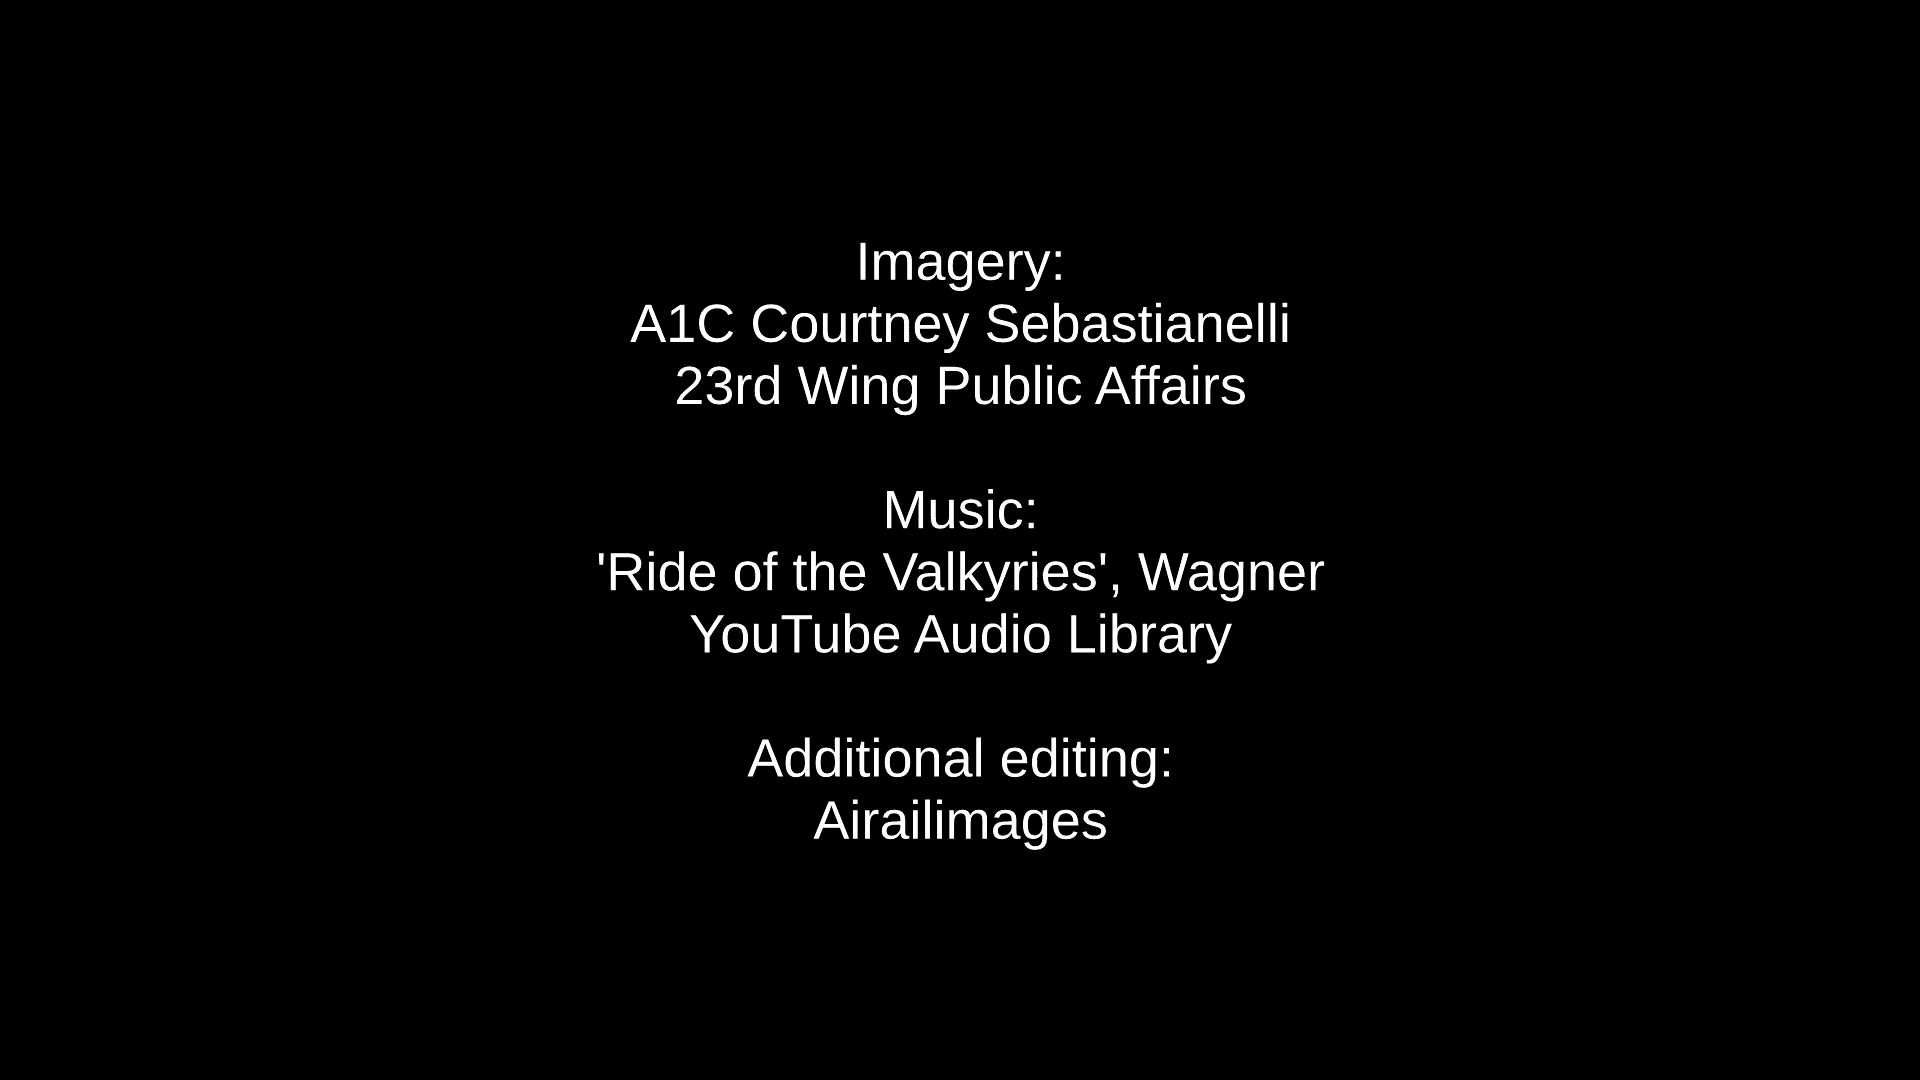 Imagery:
A1C Courtney Sebastianelli
23rd Wing Public Affairs
Music:
'Ride of the Valkyries', Wagner
YouTube Audio Library
Additional editing:
Airailimages